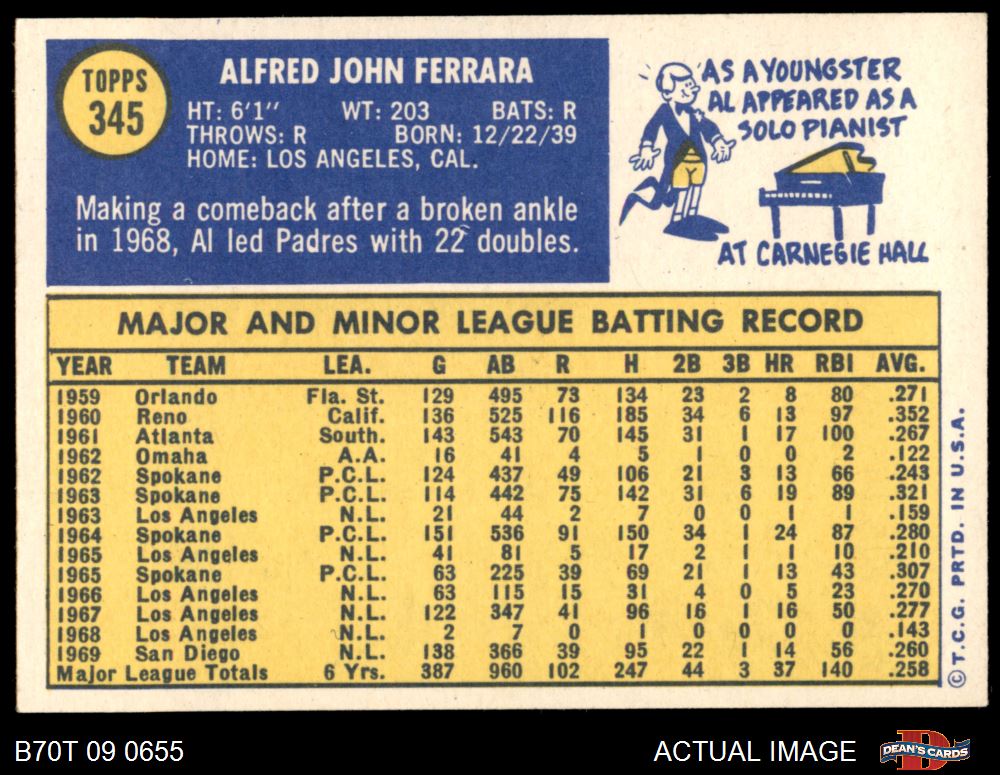 TOPPS
345
ALFRED JOHN FERRARA
HT: 6'1" WT: 203 BATS: R
THROWS: R BORN: 12/22/39
HOME: LOS ANGELES, CAL.
Making a comeback after a broken ankle
in 1968, Al led Padres with 22 doubles.
AS A YOUNGSTER
AL APPEARED AS A
SOLO PIANIST
AT CARNEGIE HALL
MAJOR AND MINOR LEAGUE BATTING RECORD
YEAR TEAM LEA. G AB R H 2B 3B HR RBI AVG.
1959 Orlando Fla. St. 129 495 73 134 23 2 8 80 .271
1960 Reno Calif. 136 525 116 185 34 6 13 97 .352
1961 Atlanta South. 143 543 70 145 31 1 17 100 .267
1962 Omaha A.A. 16 41 4 5 1 0 0 2 .122
1962 Spokane P.C.L. 124 437 49 106 21 3 13 66 .243
1963 Spokane P.C.L. 114 442 75 142 31 6 19 89 .321
1963 Los Angeles N.L. 21 44 2 7 0 0 1 1 .159
1964 Spokane P.C.L. 151 536 91 150 34 1 24 87 .280
1965 Los Angeles N.L. 41 81 5 17 2 1 1 10 .210
1965 Spokane P.C.L. 63 225 39 69 21 1 13 43 .307
1966 Los Angeles N.L. 63 115 15 31 4 0 5 23 .270
1967 Los Angeles N.L. 122 347 41 96 16 1 16 50 .277
1968 Los Angeles N.L. 2 7 0 1 0 0 0 0 .143
1969 San Diego N.L. 138 366 39 95 22 1 14 56 .260
Major League Totals 6 Yrs. 387 960 102 247 44 3 37 140 .258
© T.C.G. PRTD. IN U.S.A.
B70T 09 0655
ACTUAL IMAGE
D
DEAN'S CARDS